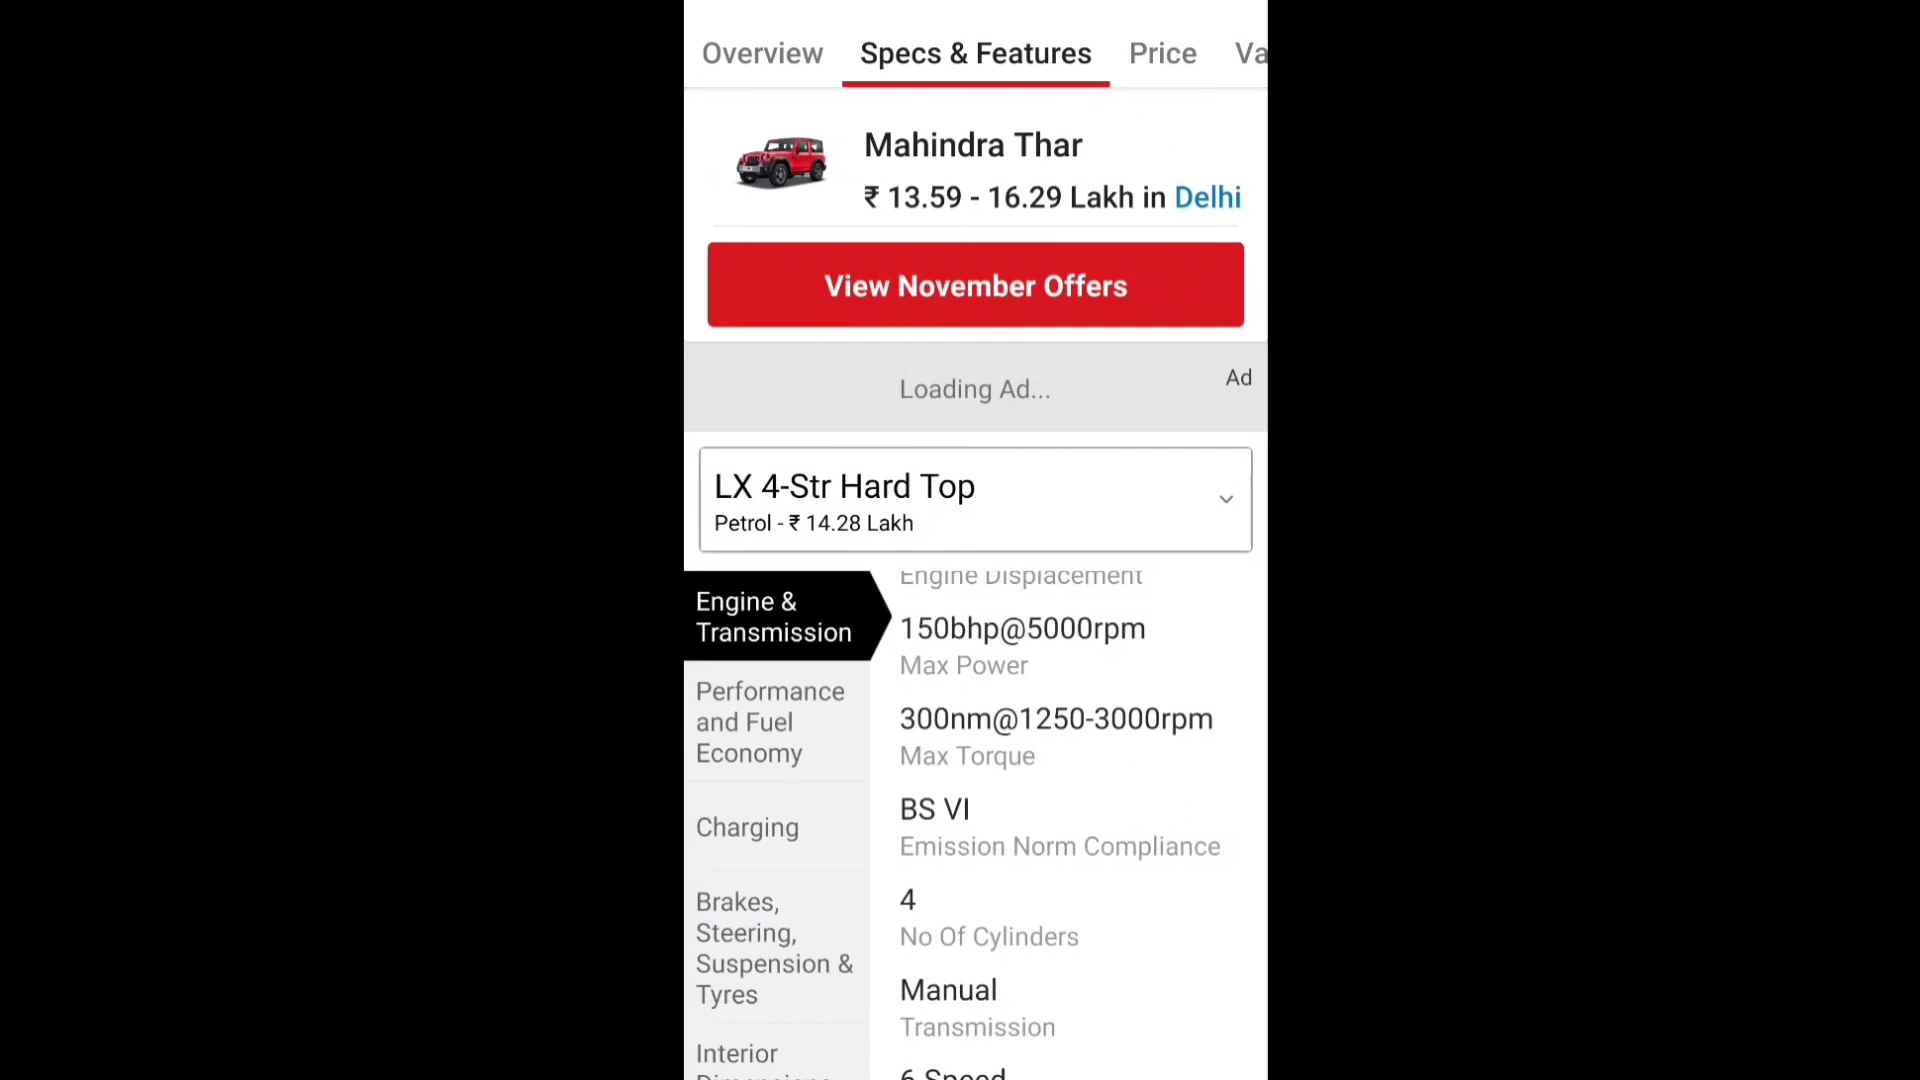 Overview Specs & Features Price Va
Mahindra Thar
₹ 13.59 - 16.29 Lakh in Delhi
View November Offers
Loading Ad...
Ad
LX 4-Str Hard Top
Petrol - ₹ 14.28 Lakh
Engine &
Transmission
Performance
and Fuel
Economy
Charging
Brakes,
Steering,
Suspension &
Tyres
Interior
Dimensions
Engine Displacement
150bhp@5000rpm
Max Power
300nm@1250-3000rpm
Max Torque
BS VI
Emission Norm Compliance
4
No Of Cylinders
Manual
Transmission
6 Speed